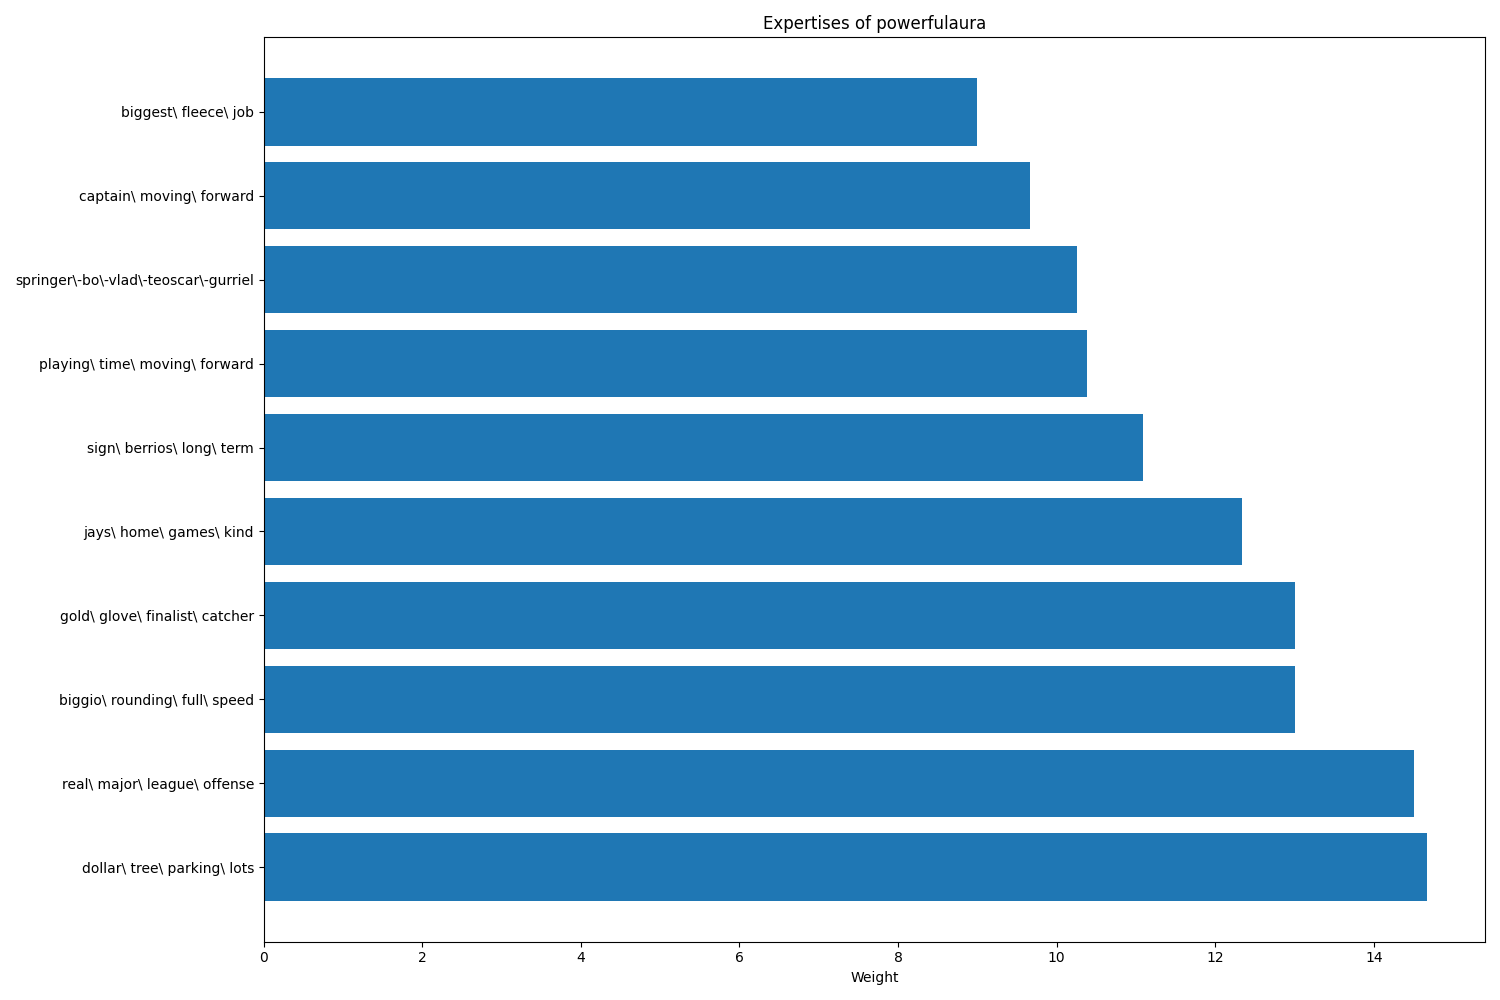 Expertises of powerfulaura
biggest\ fleece\ job
captain\ moving\ forward
springer\-bo\-vlad\-teoscar\-gurriel
playing\ time\ moving\ forward
sign\ berrios\ long\ term
jays\ home\ games\ kind
gold\ glove\ finalist\ catcher
biggio\ rounding\ full\ speed
real\ major\ league\ offense
dollar\ tree\ parking\ lots
0 2 4 6 8 10 12 14
Weight